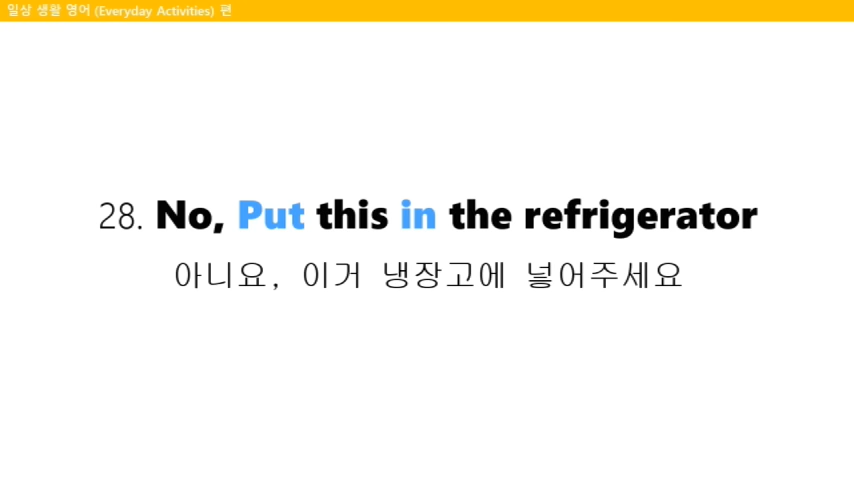 일상 생활 영어 (Everyday Activities) 편
28. No, Put this in the refrigerator
아니요, 이거 냉장고에 넣어주세요